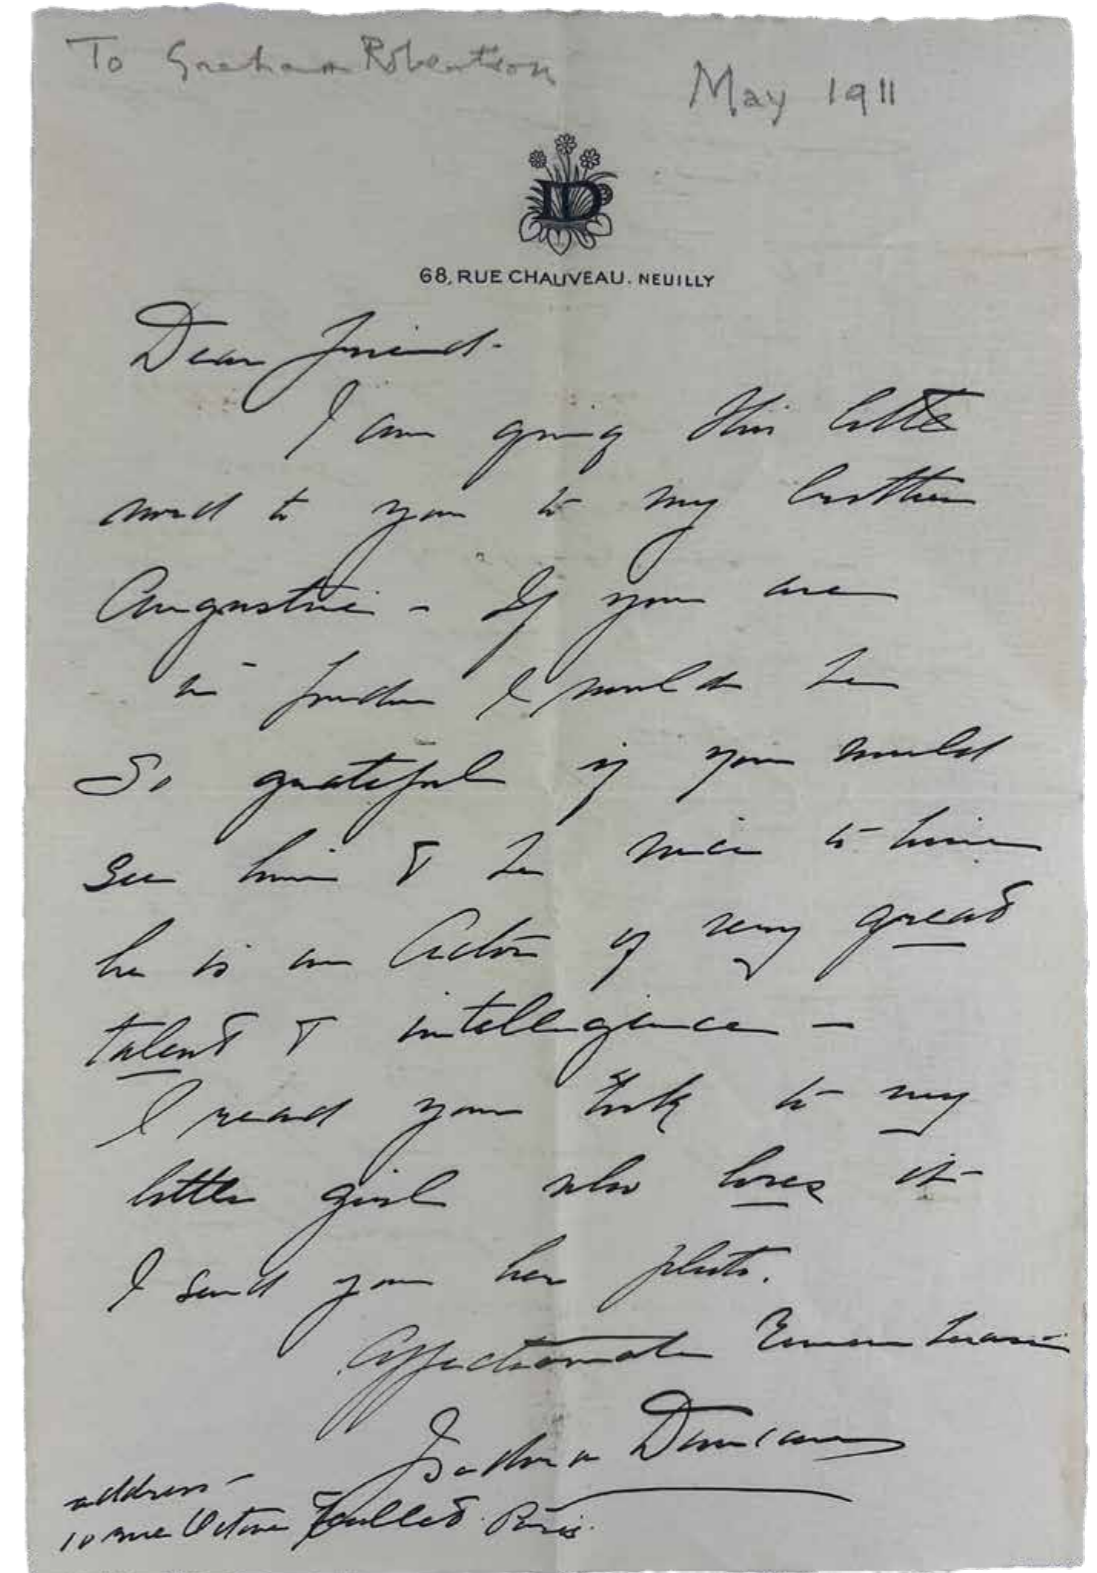 To Graham Robertson
May 1911
ID
68, RUE CHAUVEAU. NEUILLY
Dear friend -
I am giving this little
word to you to my brother
Augustin - If you are
in London I would be
so grateful if you would
see him & be nice to him
he is an Actor of very great
talent & intelligence -
I read your book to my
little girl who loves it -
I send you her photo.
Affectionate Remembrance
Isadora Duncan
address -
10 rue Octave Feuillet Paris.